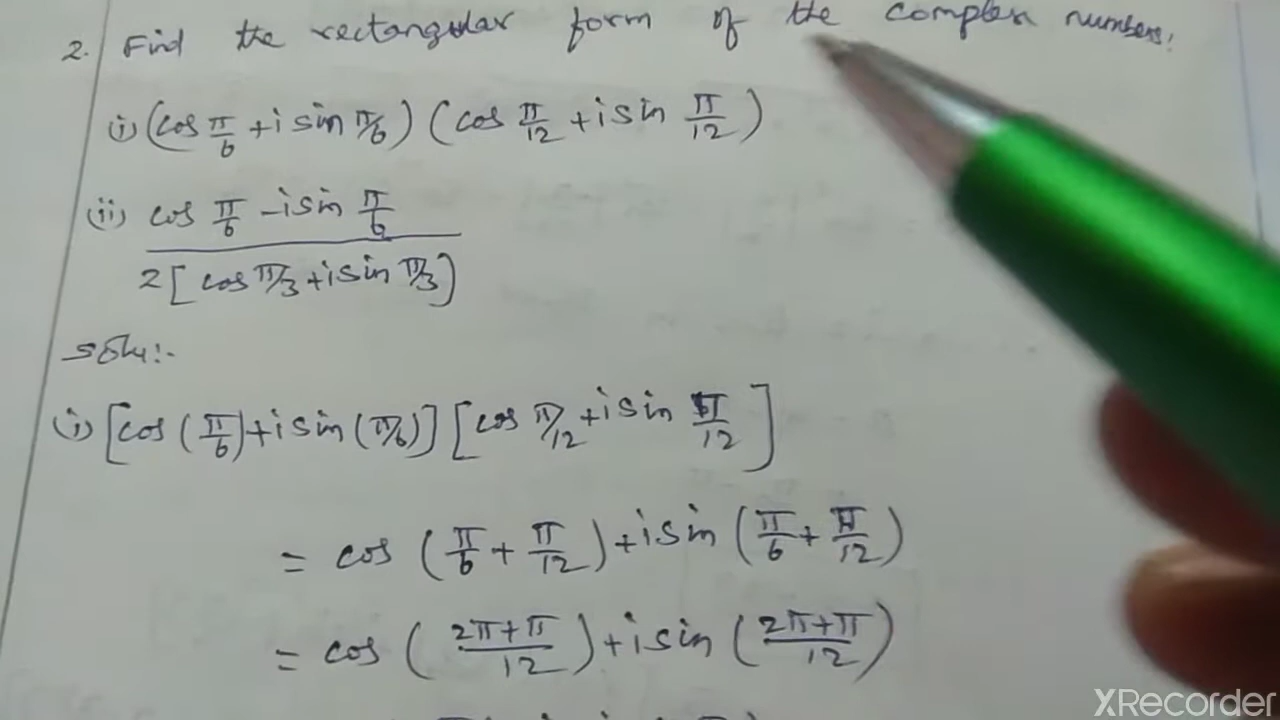 2. Find the rectangular form of the complex numbers:
i) (cos π/6 + i sin π/6) (cos π/12 + i sin π/12)
(ii) cos π/6 - i sin π/6
2[cos π/3 + i sin π/3]
Soln:-
i) [cos (π/6) + i sin (π/6)] [cos π/12 + i sin π/12]
= cos (π/6 + π/12) + i sin (π/6 + π/12)
= cos (2π+π/12) + i sin (2π+π/12)
XRecorder